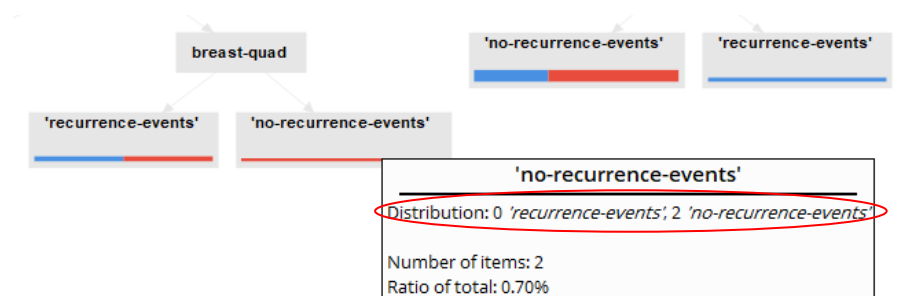 breast-quad
'no-recurrence-events'
'recurrence-events'
'recurrence-events'
'no-recurrence-events'
'no-recurrence-events'
Distribution: 0 'recurrence-events', 2 'no-recurrence-events'
Number of items: 2
Ratio of total: 0.70%